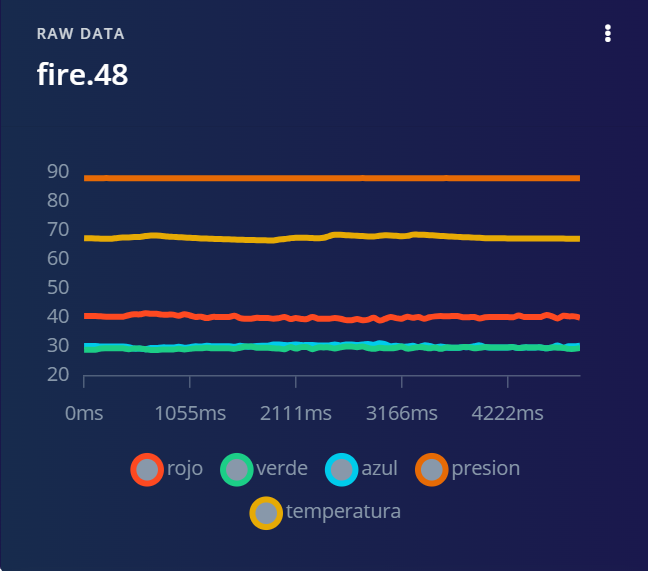 RAW DATA
fire.48
90
80
70
60
50
40
30
20
0ms 1055ms 2111ms 3166ms 4222ms
rojo verde azul presion
temperatura